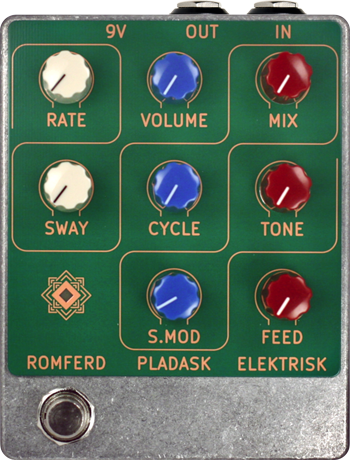 9V OUT IN
RATE VOLUME MIX
SWAY CYCLE TONE
S.MOD FEED
ROMFERD PLADASK ELEKTRISK